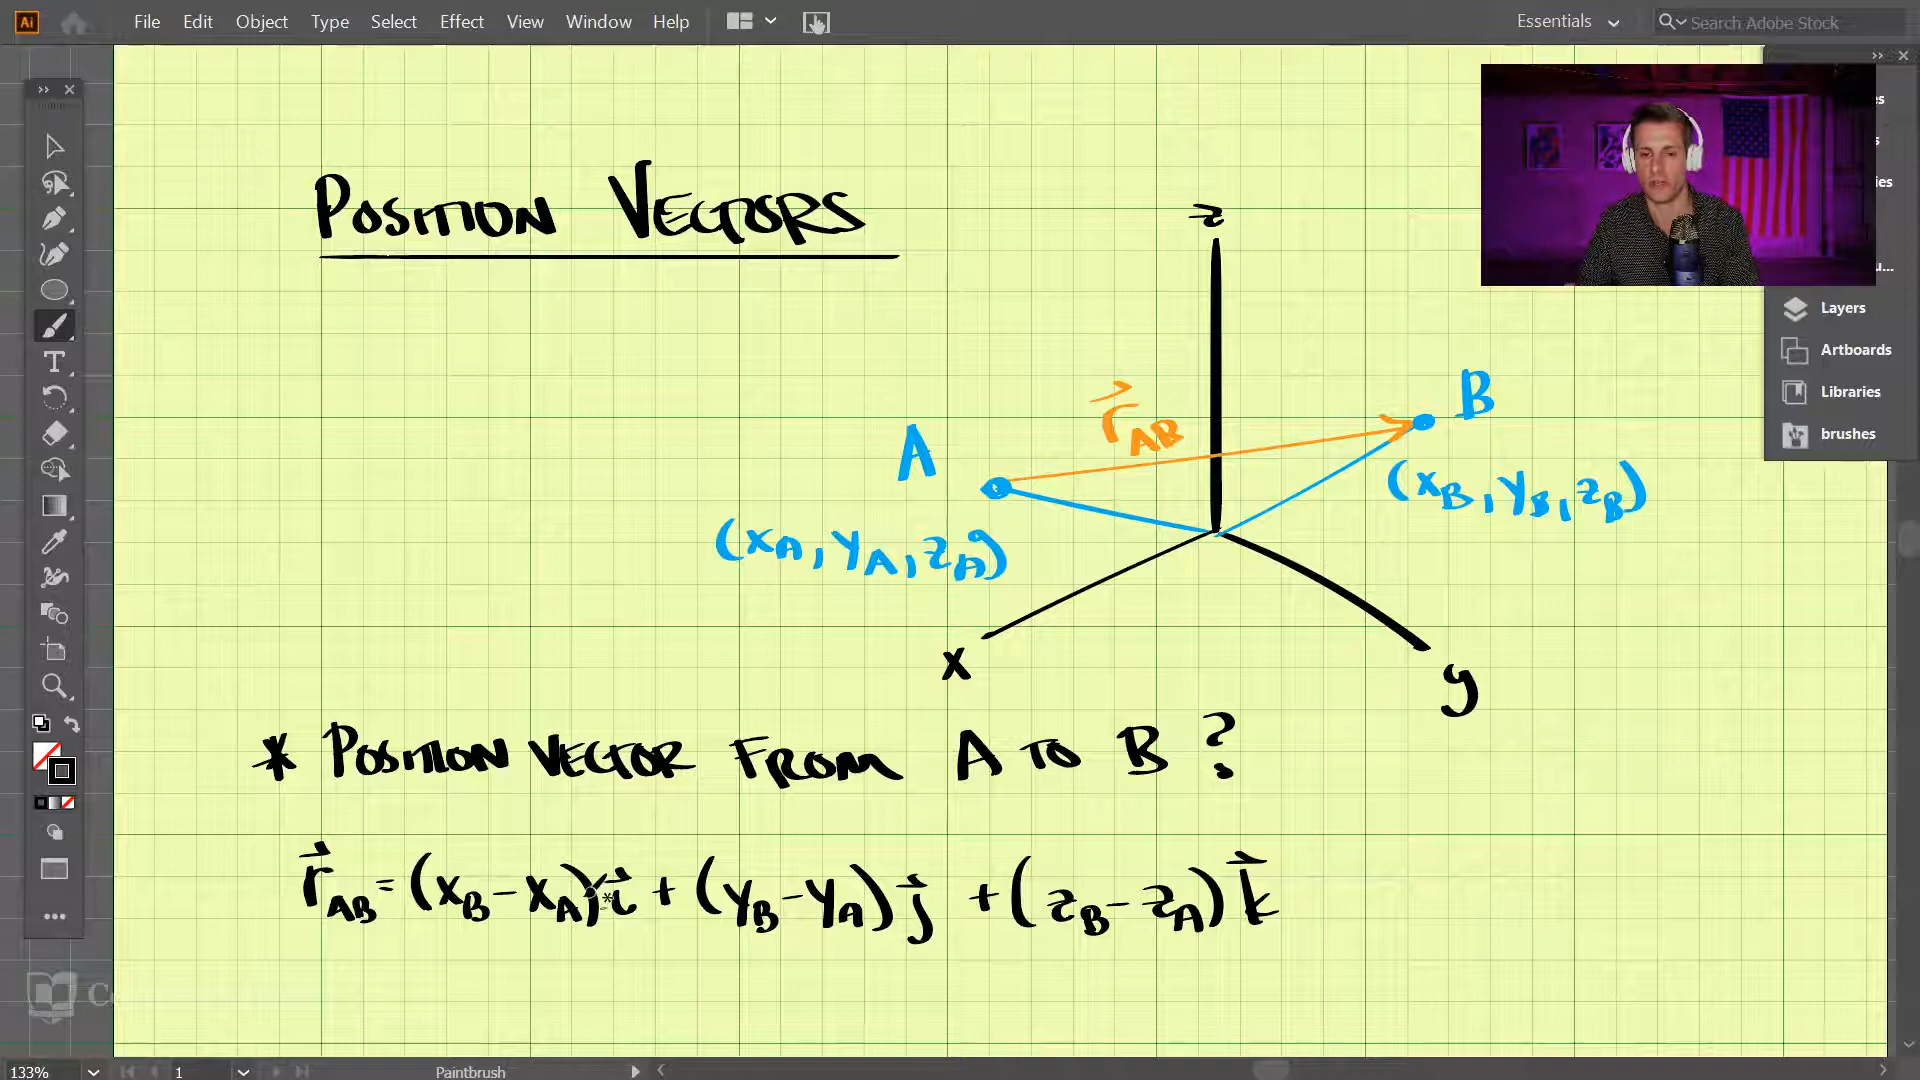 File Edit Object Type Select Effect View Window Help
Essentials
Search Adobe Stock
POSITION VECTORS
z
Layers
Artboards
Libraries
brushes
r⃗AB
A
B
(xA, yA, zA)
(xB, yB, zB)
x
y
* POSITION VECTOR FROM A TO B ?
r⃗AB = (xB - xA) i⃗ + (yB - yA) j⃗ + (zB - zA) k⃗
133%
1
Paintbrush